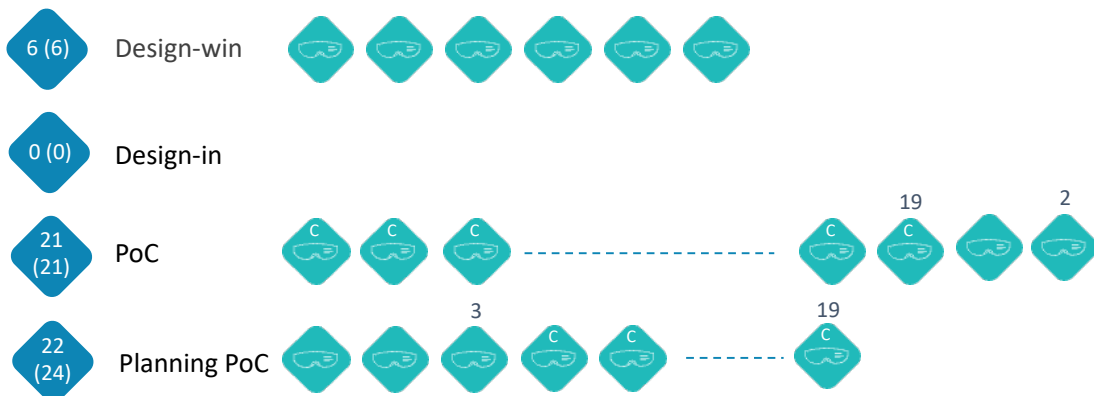 6 (6) Design-win
0 (0) Design-in
19 2
21
(21) PoC
C C C C C
3 19
22
(24) Planning PoC
C C C